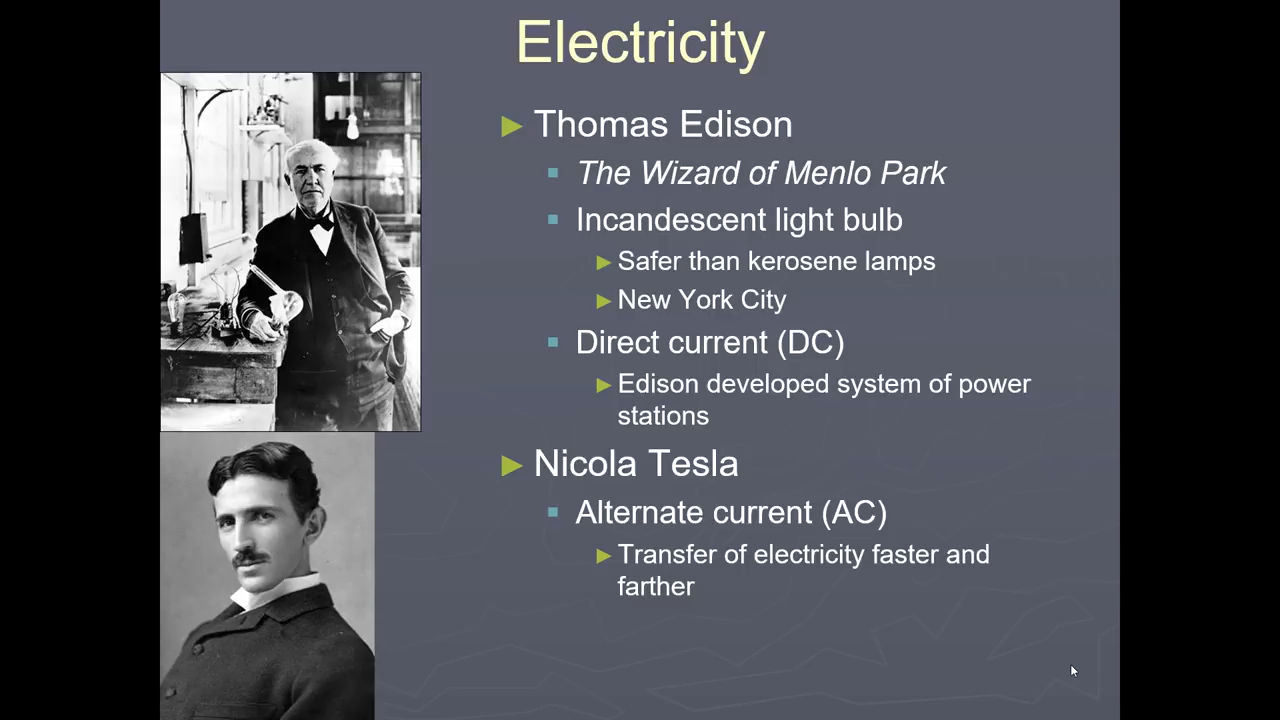 Electricity
Thomas Edison
The Wizard of Menlo Park
Incandescent light bulb
Safer than kerosene lamps
New York City
Direct current (DC)
Edison developed system of power
stations
Nicola Tesla
Alternate current (AC)
Transfer of electricity faster and
farther